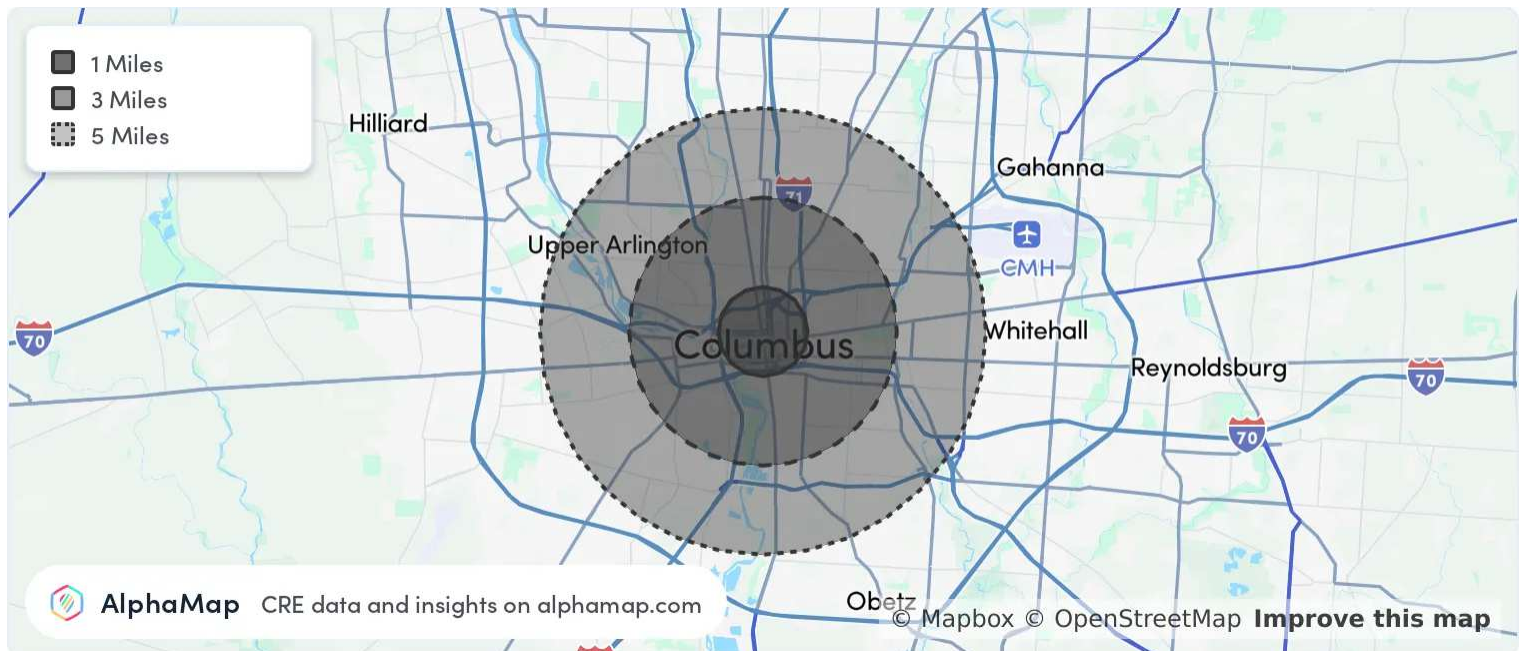 1 Miles
3 Miles
5 Miles
Hilliard
Gahanna
71
Upper Arlington
CMH
70
Columbus
Whitehall
Reynoldsburg
70
70
Obetz
AlphaMap CRE data and insights on alphamap.com
© Mapbox © OpenStreetMap Improve this map